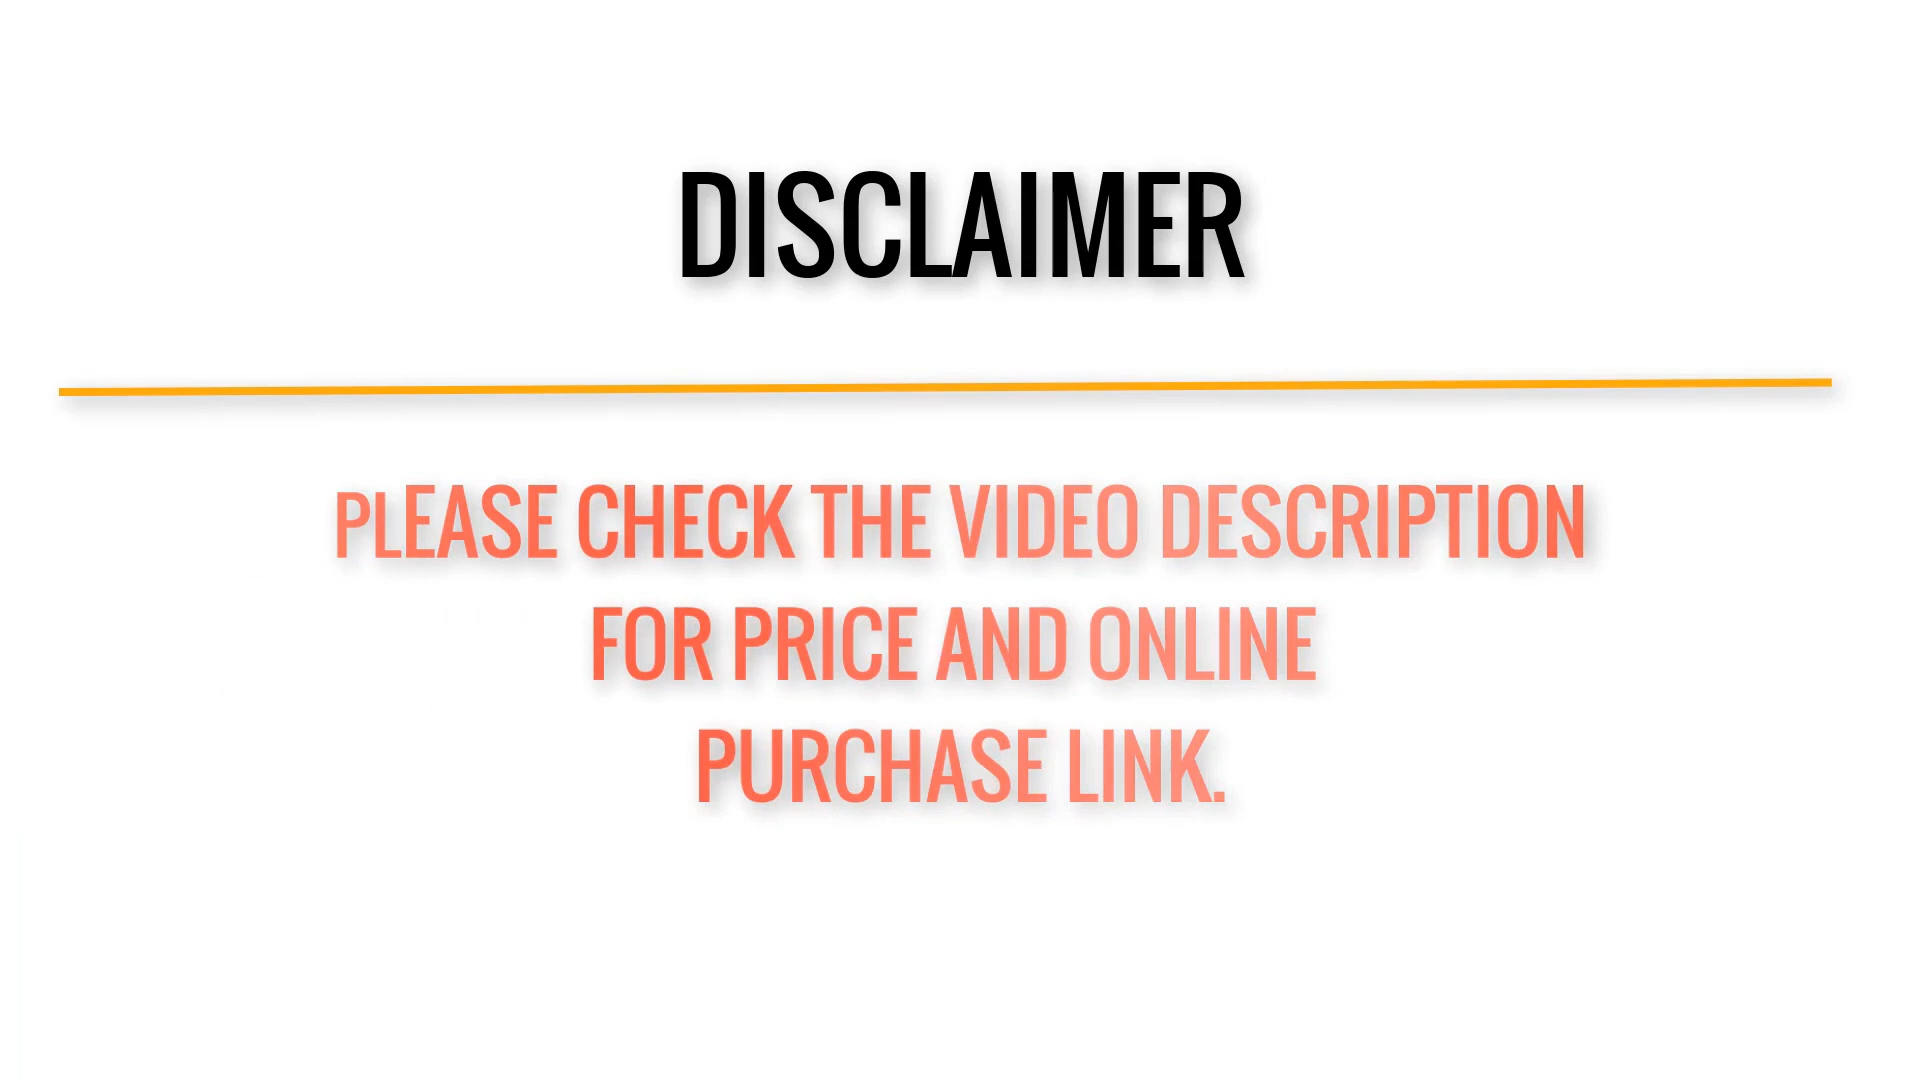 DISCLAIMER
PLEASE CHECK THE VIDEO DESCRIPTION
FOR PRICE AND ONLINE
PURCHASE LINK.